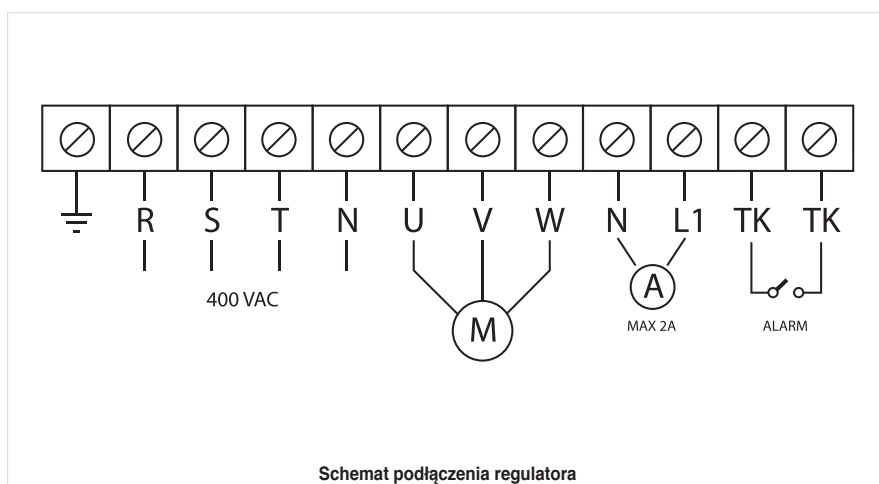 R S T N U V W N L1 TK TK
400 VAC
A
M
MAX 2A
ALARM
Schemat podłączenia regulatora